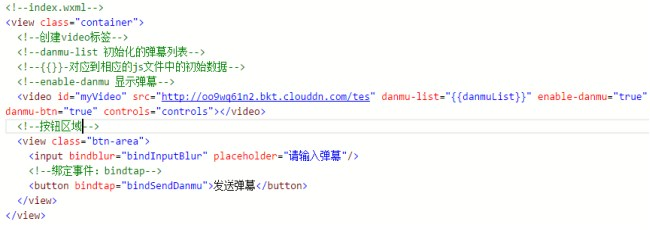 <!--index.wxml-->
<view class="container">
<!--创建video标签-->
<!--danmu-list 初始化的弹幕列表-->
<!--{{}}-对应到相应的js文件中的初始数据-->
<!--enable-danmu 显示弹幕-->
<video id="myVideo" src="http://oo9wq61n2.bkt.clouddn.com/tes" danmu-list="{{danmuList}}" enable-danmu="true"
danmu-btn="true" controls="controls"></video>
<!--按钮区域-->
<view class="btn-area">
<input bindblur="bindInputBlur" placeholder="请输入弹幕"/>
<!--绑定事件：bindtap-->
<button bindtap="bindSendDanmu">发送弹幕</button>
</view>
</view>